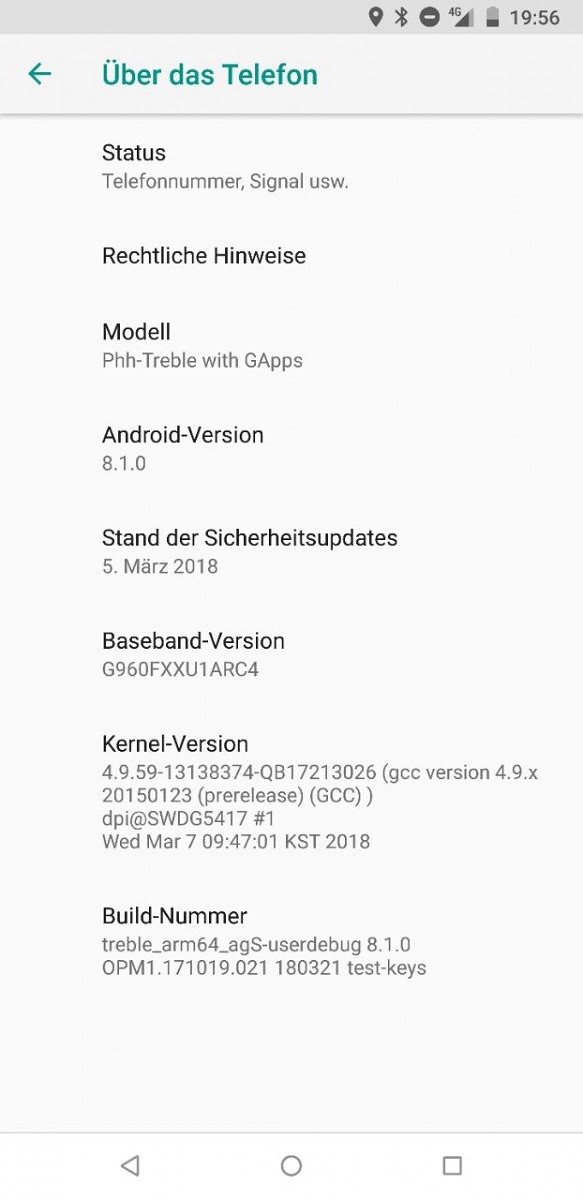 4G 19:56
Über das Telefon
Status
Telefonnummer, Signal usw.
Rechtliche Hinweise
Modell
Phh-Treble with GApps
Android-Version
8.1.0
Stand der Sicherheitsupdates
5. März 2018
Baseband-Version
G960FXXU1ARC4
Kernel-Version
4.9.59-13138374-QB17213026 (gcc version 4.9.x
20150123 (prerelease) (GCC) )
dpi@SWDG5417 #1
Wed Mar 7 09:47:01 KST 2018
Build-Nummer
treble_arm64_agS-userdebug 8.1.0
OPM1.171019.021 180321 test-keys